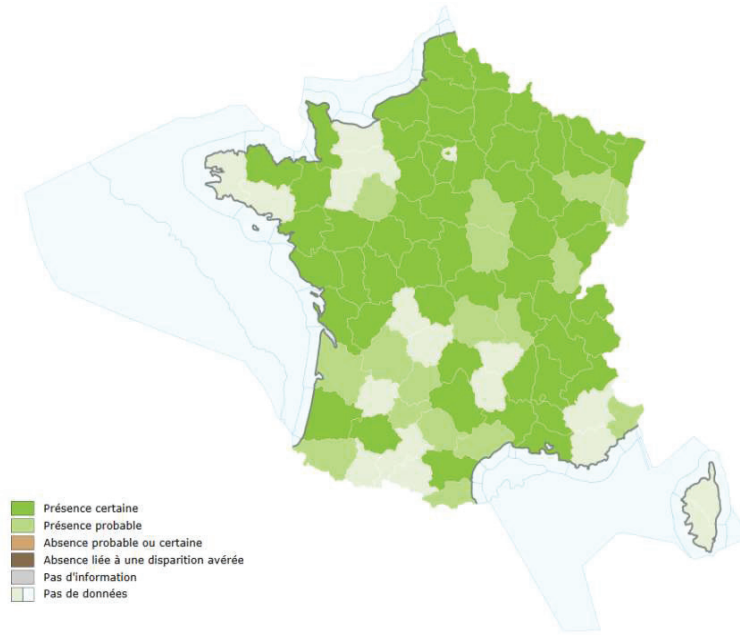 Présence certaine
Présence probable
Absence probable ou certaine
Absence liée à une disparition avérée
Pas d'information
Pas de données